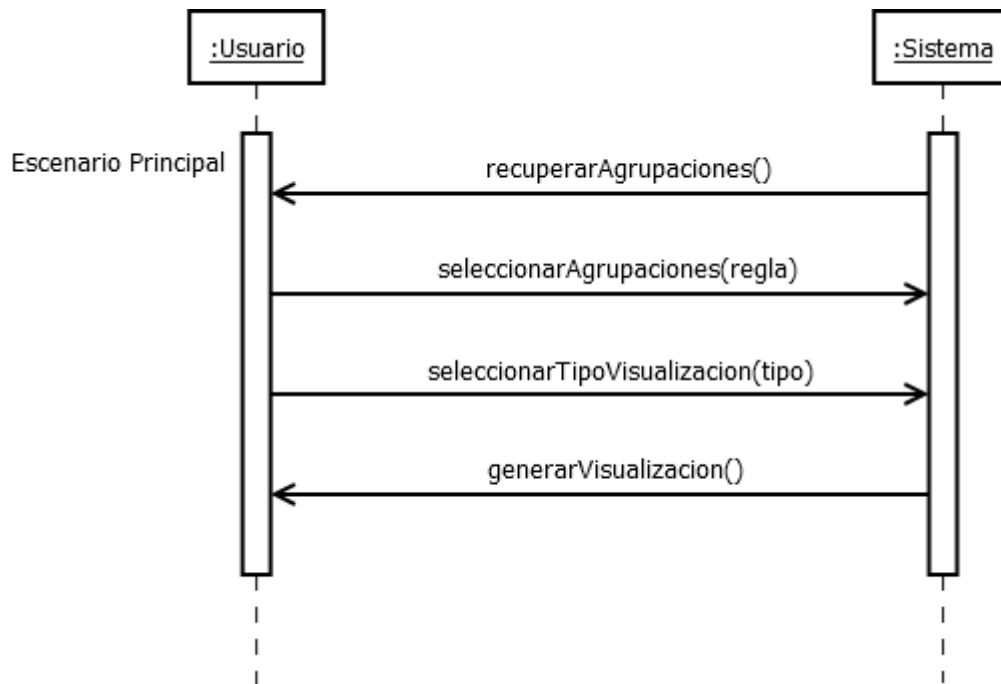 :Usuario
:Sistema
Escenario Principal
recuperarAgrupaciones()
seleccionarAgrupaciones(regla)
seleccionarTipoVisualizacion(tipo)
generarVisualizacion()